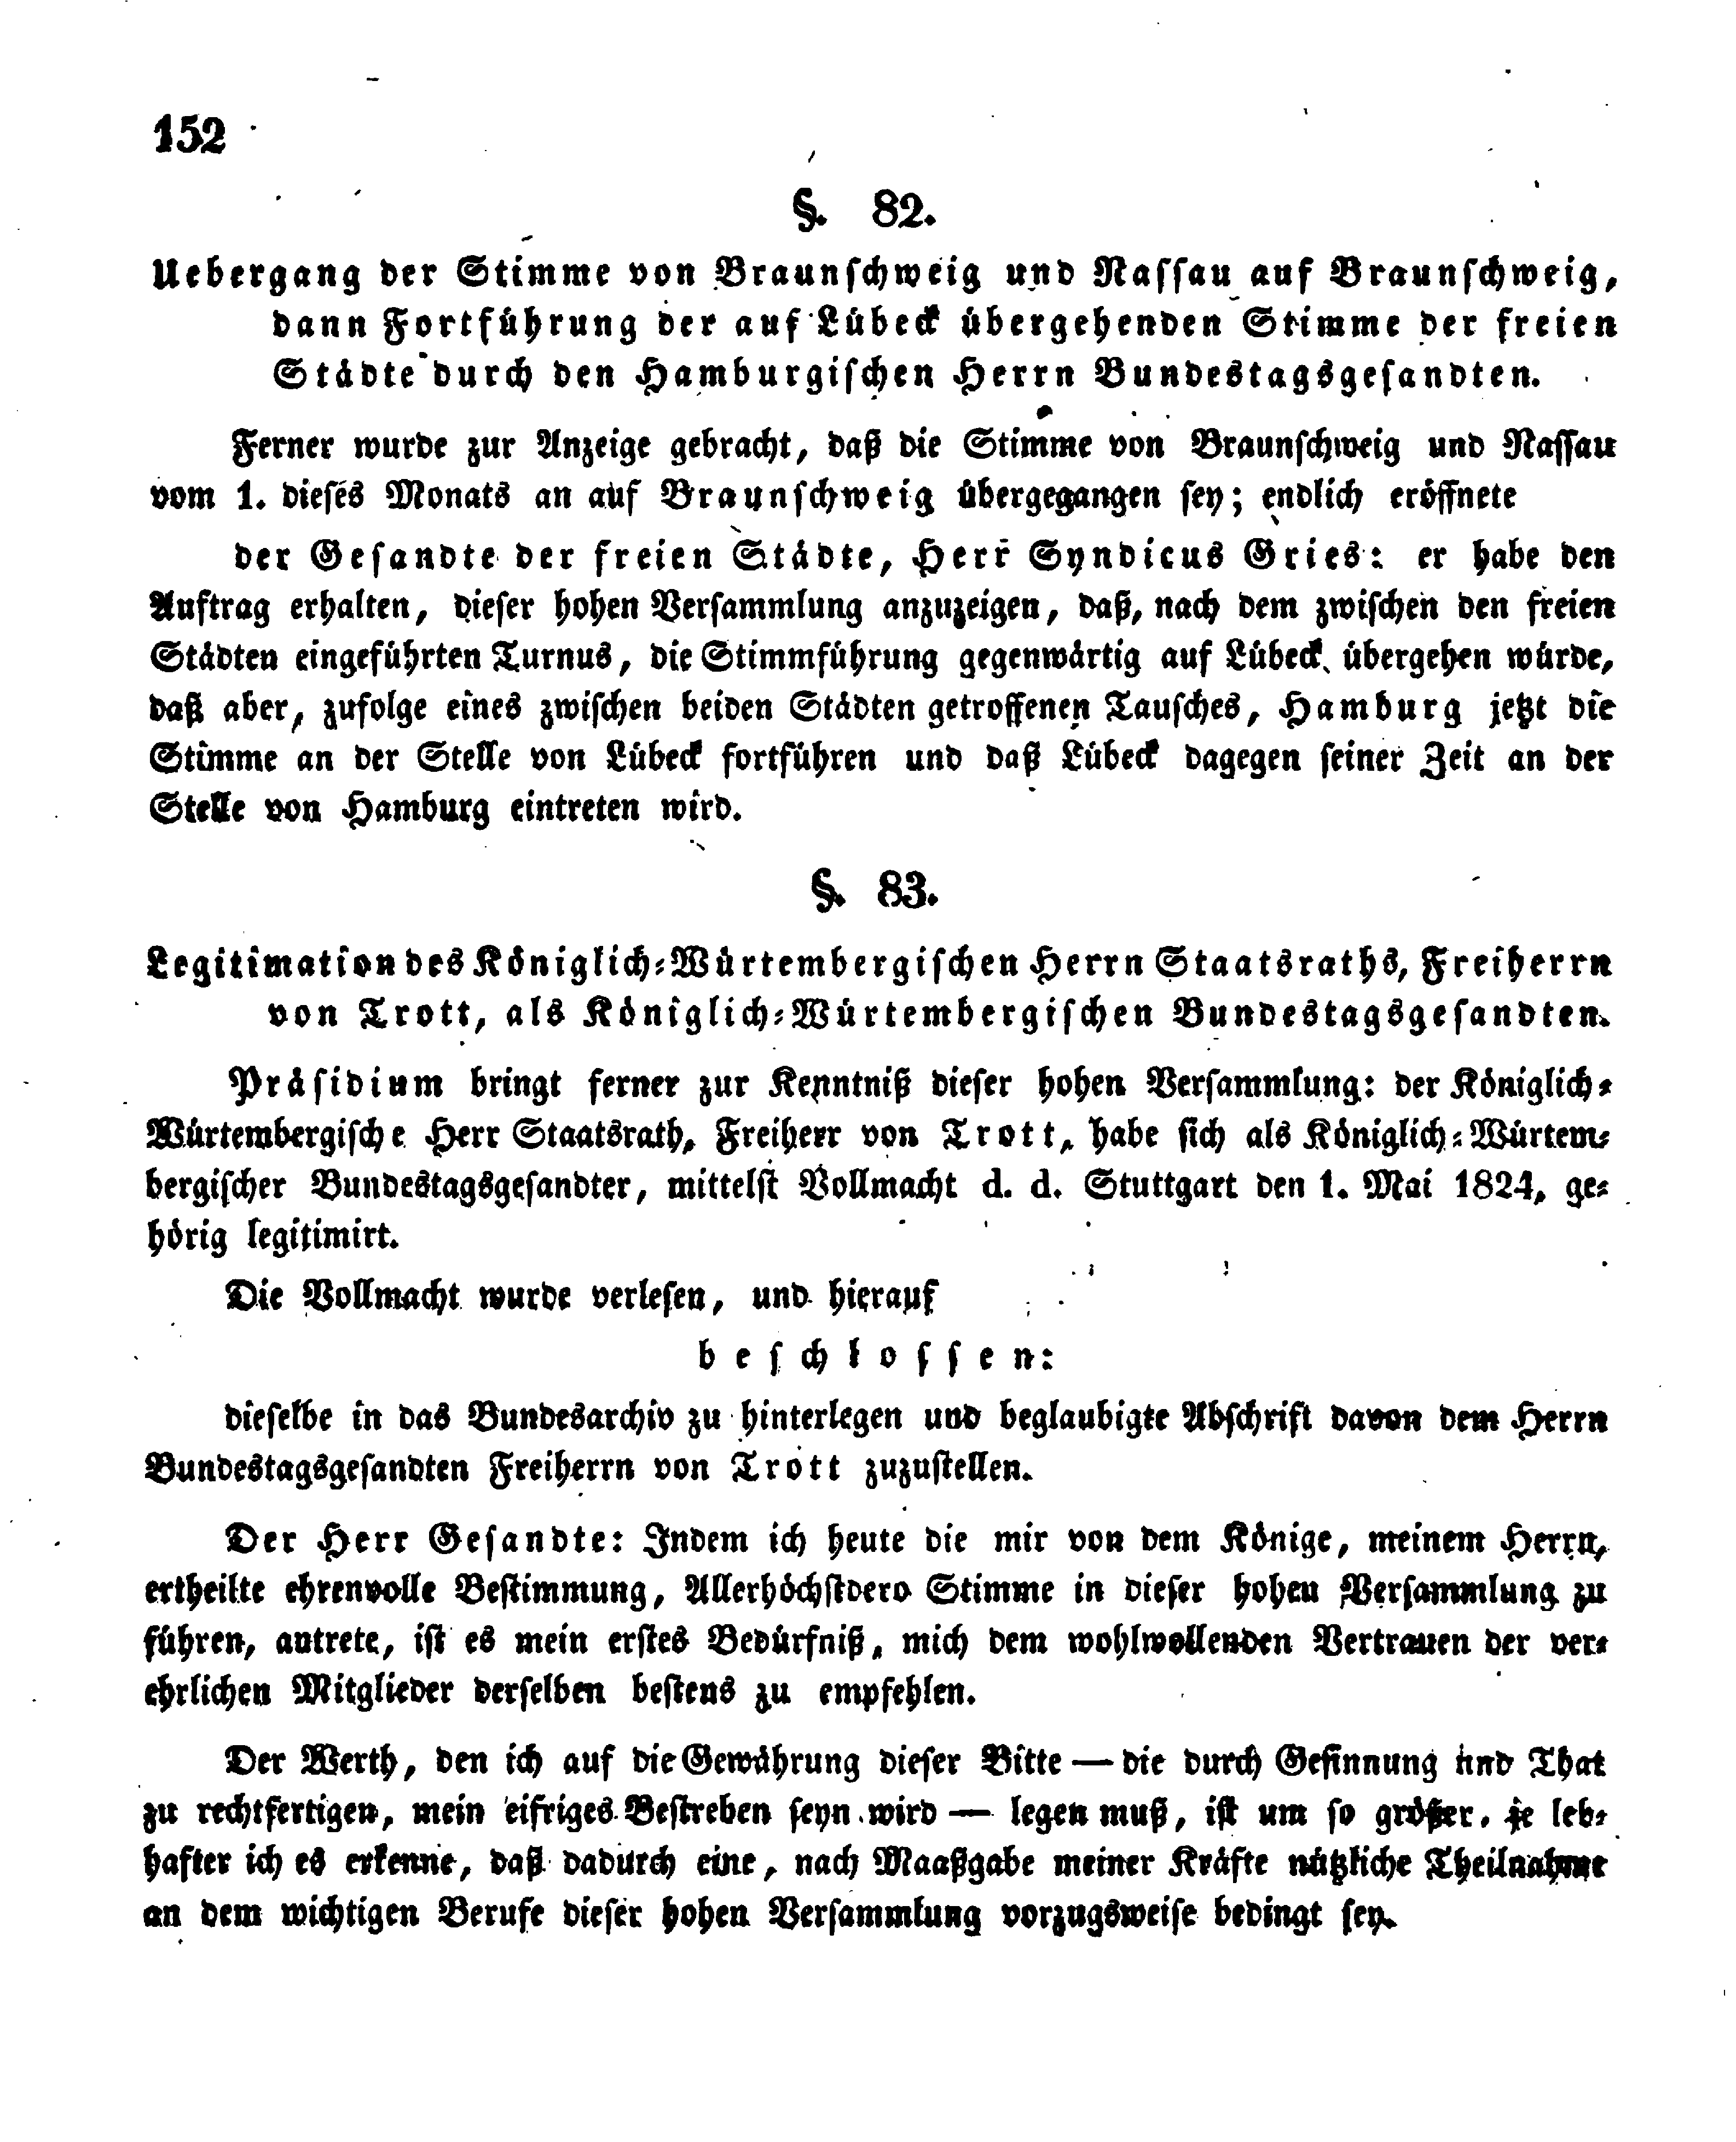 152
§. 82.
Uebergang der Stimme von Braunschweig und Nassau auf Braunschweig,
dann Fortführung der auf Lübeck übergehenden Stimme der freien
Städte durch den Hamburgischen Herrn Bundestagsgesandten.
Ferner wurde zur Anzeige gebracht, daß die Stimme von Braunschweig und Nassau
vom 1. dieses Monats an auf Braunschweig übergegangen sey; endlich eröffnete
der Gesandte der freien Städte, Herr Syndicus Gries: er habe den
Auftrag erhalten, dieser hohen Versammlung anzuzeigen, daß, nach dem zwischen den freien
Städten eingeführten Turnus, die Stimmführung gegenwärtig auf Lübeck übergehen würde,
daß aber, zufolge eines zwischen beiden Städten getroffenen Tausches, Hamburg jetzt die
Stimme an der Stelle von Lübeck fortführen und daß Lübeck dagegen seiner Zeit an der
Stelle von Hamburg eintreten wird.
§. 83.
Legitimation des Königlich-Würtembergischen Herrn Staatsraths, Freiherrn
von Trott, als Königlich-Würtembergischen Bundestagsgesandten.
Präsidium bringt ferner zur Kenntniß dieser hohen Versammlung: der Königlich-
Würtembergische Herr Staatsrath, Freiherr von Trott, habe sich als Königlich-Würtem-
bergischer Bundestagsgesandter, mittelst Vollmacht d. d. Stuttgart den 1. Mai 1824, ge-
hörig legitimirt.
Die Vollmacht wurde verlesen, und hierauf
beschlossen:
dieselbe in das Bundesarchiv zu hinterlegen und beglaubigte Abschrift davon dem Herrn
Bundestagsgesandten Freiherrn von Trott zuzustellen.
Der Herr Gesandte: Indem ich heute die mir von dem Könige, meinem Herrn,
ertheilte ehrenvolle Bestimmung, Allerhöchstdero Stimme in dieser hohen Versammlung zu
führen, antrete, ist es mein erstes Bedürfniß, mich dem wohlwollenden Vertrauen der ver-
ehrlichen Mitglieder derselben bestens zu empfehlen.
Der Werth, den ich auf die Gewährung dieser Bitte — die durch Gesinnung und That
zu rechtfertigen, mein eifriges Bestreben seyn wird — legen muß, ist um so größer, je leb-
hafter ich es erkenne, daß dadurch eine, nach Maaßgabe meiner Kräfte nützliche Theilnahme
an dem wichtigen Berufe dieser hohen Versammlung vorzugsweise bedingt sey.